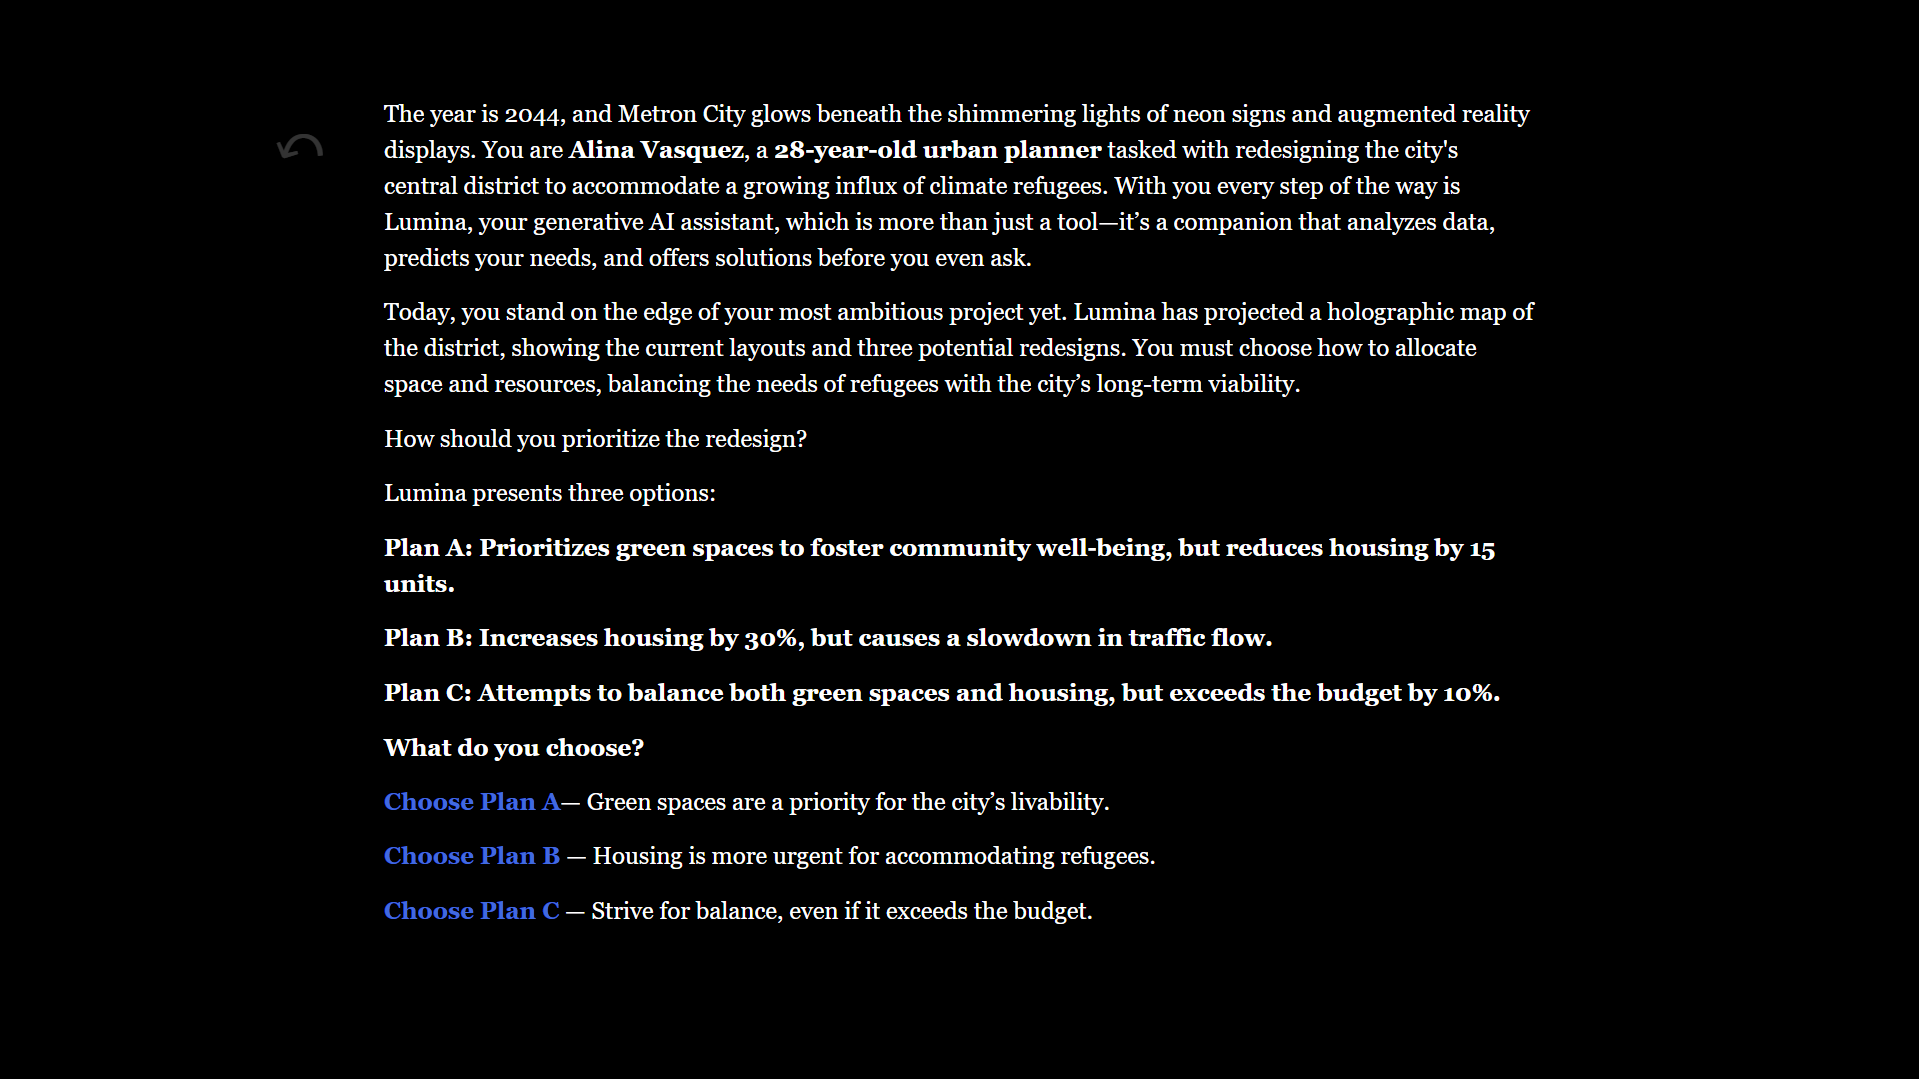 The year is 2044, and Metron City glows beneath the shimmering lights of neon signs and augmented reality
displays. You are Alina Vasquez, a 28-year-old urban planner tasked with redesigning the city's
central district to accommodate a growing influx of climate refugees. With you every step of the way is
Lumina, your generative AI assistant, which is more than just a tool—it’s a companion that analyzes data,
predicts your needs, and offers solutions before you even ask.
Today, you stand on the edge of your most ambitious project yet. Lumina has projected a holographic map of
the district, showing the current layouts and three potential redesigns. You must choose how to allocate
space and resources, balancing the needs of refugees with the city’s long-term viability.
How should you prioritize the redesign?
Lumina presents three options:
Plan A: Prioritizes green spaces to foster community well-being, but reduces housing by 15
units.
Plan B: Increases housing by 30%, but causes a slowdown in traffic flow.
Plan C: Attempts to balance both green spaces and housing, but exceeds the budget by 10%.
What do you choose?
Choose Plan A— Green spaces are a priority for the city’s livability.
Choose Plan B — Housing is more urgent for accommodating refugees.
Choose Plan C — Strive for balance, even if it exceeds the budget.